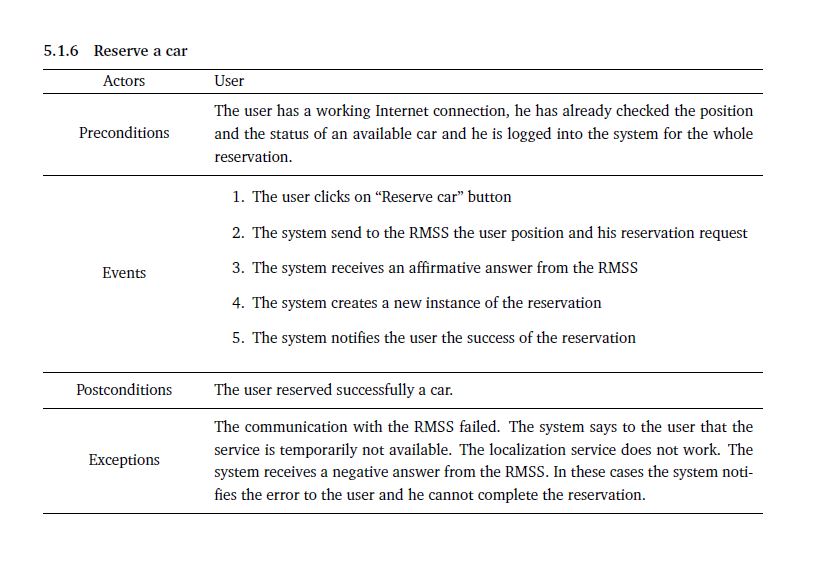 5.1.6 Reserve a car
Actors User
Preconditions
The user has a working Internet connection, he has already checked the position
and the status of an available car and he is logged into the system for the whole
reservation.
Events
1. The user clicks on “Reserve car” button
2. The system send to the RMSS the user position and his reservation request
3. The system receives an affirmative answer from the RMSS
4. The system creates a new instance of the reservation
5. The system notifies the user the success of the reservation
Postconditions The user reserved successfully a car.
Exceptions
The communication with the RMSS failed. The system says to the user that the
service is temporarily not available. The localization service does not work. The
system receives a negative answer from the RMSS. In these cases the system noti-
fies the error to the user and he cannot complete the reservation.